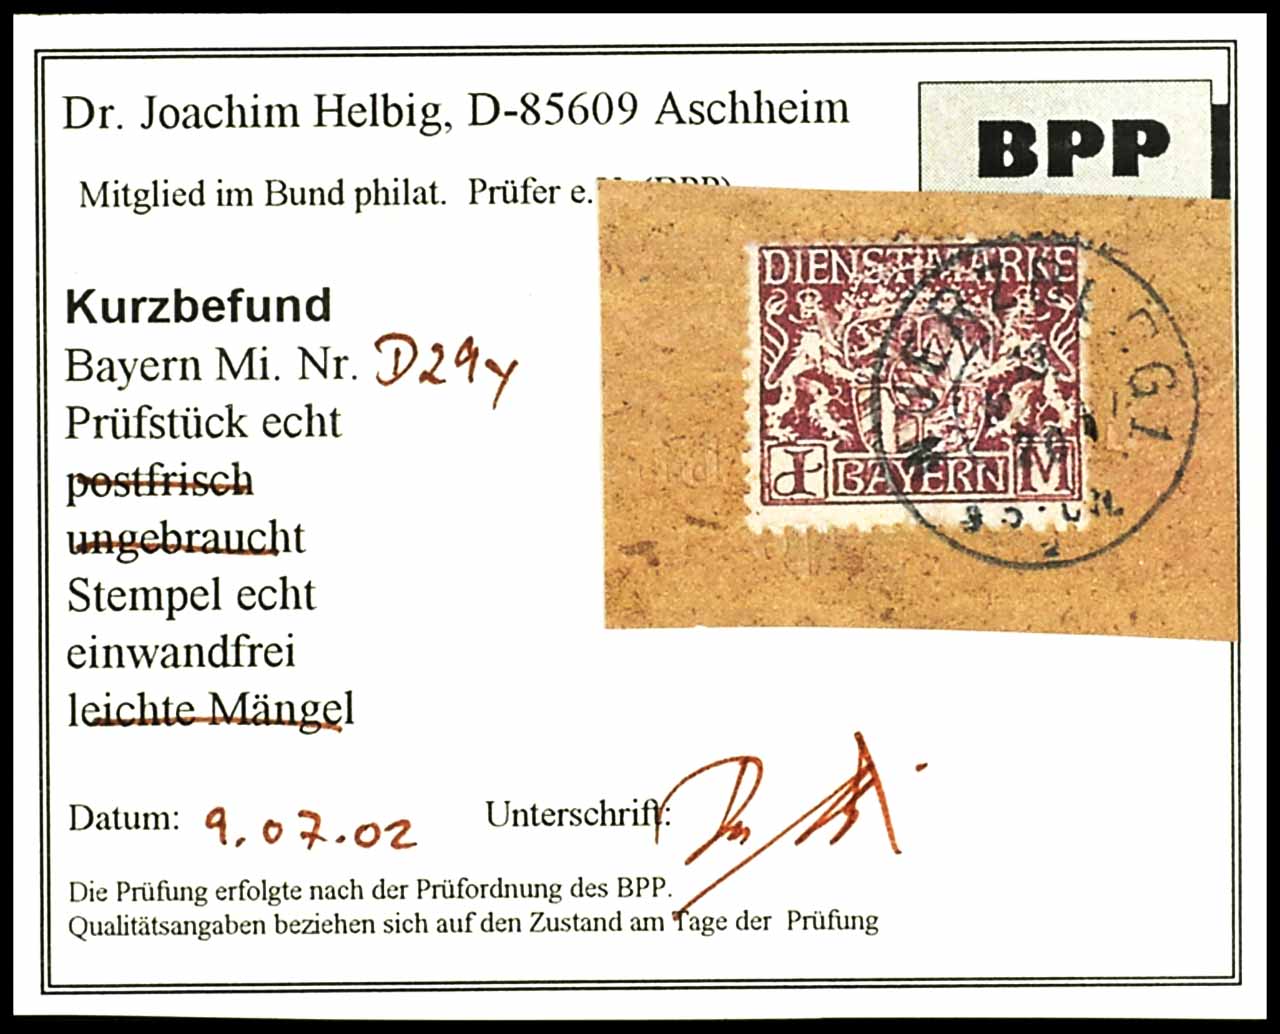 Dr. Joachim Helbig, D-85609 Aschheim
BPP
Mitglied im Bund philat. Prüfer e.
DIENSTMARKE
1 BAYERN M
Kurzbefund
Bayern Mi. Nr. D29y
Prüfstück echt
postfrisch
ungebraucht
Stempel echt
einwandfrei
leichte Mängel
Datum: 9.07.02 Unterschrift:
Die Prüfung erfolgte nach der Prüfordnung des BPP.
Qualitätsangaben beziehen sich auf den Zustand am Tage der Prüfung